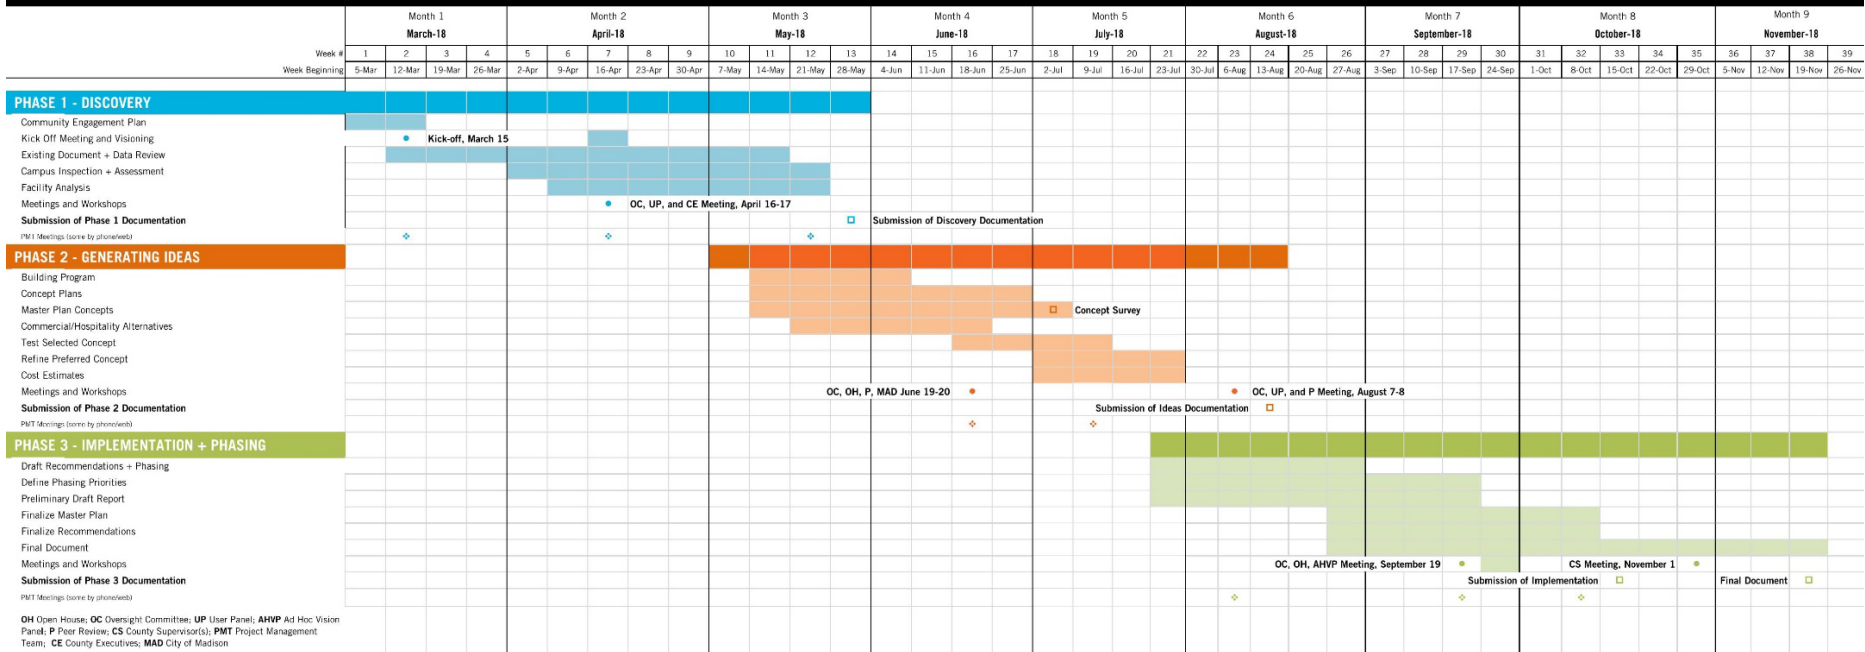 Month 1 Month 2 Month 3 Month 4 Month 5 Month 6 Month 7 Month 8 Month 9
March-18 April-18 May-18 June-18 July-18 August-18 September-18 October-18 November-18
Week # 1 2 3 4 5 6 7 8 9 10 11 12 13 14 15 16 17 18 19 20 21 22 23 24 25 26 27 28 29 30 31 32 33 34 35 36 37 38 39
Week Beginning 5-Mar 12-Mar 19-Mar 26-Mar 2-Apr 9-Apr 16-Apr 23-Apr 30-Apr 7-May 14-May 21-May 28-May 4-Jun 11-Jun 18-Jun 25-Jun 2-Jul 9-Jul 16-Jul 23-Jul 30-Jul 6-Aug 13-Aug 20-Aug 27-Aug 3-Sep 10-Sep 17-Sep 24-Sep 1-Oct 8-Oct 15-Oct 22-Oct 29-Oct 5-Nov 12-Nov 19-Nov 26-Nov
PHASE 1 - DISCOVERY
Community Engagement Plan
Kick Off Meeting and Visioning Kick-off, March 15
Existing Document + Data Review
Campus Inspection + Assessment
Facility Analysis
Meetings and Workshops OC, UP, and CE Meeting, April 16-17
Submission of Phase 1 Documentation Submission of Discovery Documentation
PMT Meetings (some by phone/web)
PHASE 2 - GENERATING IDEAS
Building Program
Concept Plans
Master Plan Concepts Concept Survey
Commercial/Hospitality Alternatives
Test Selected Concept
Refine Preferred Concept
Cost Estimates
Meetings and Workshops OC, OH, P, MAD June 19-20 OC, UP, and P Meeting, August 7-8
Submission of Phase 2 Documentation Submission of Ideas Documentation
PMT Meetings (some by phone/web)
PHASE 3 - IMPLEMENTATION + PHASING
Draft Recommendations + Phasing
Define Phasing Priorities
Preliminary Draft Report
Finalize Master Plan
Finalize Recommendations
Final Document
Meetings and Workshops OC, OH, AHVP Meeting, September 19 CS Meeting, November 1
Submission of Phase 3 Documentation Submission of Implementation Final Document
PMT Meetings (some by phone/web)
OH Open House; OC Oversight Committee; UP User Panel; AHVP Ad Hoc Vision
Panel; P Peer Review; CS County Supervisor(s); PMT Project Management
Team; CE County Executives; MAD City of Madison